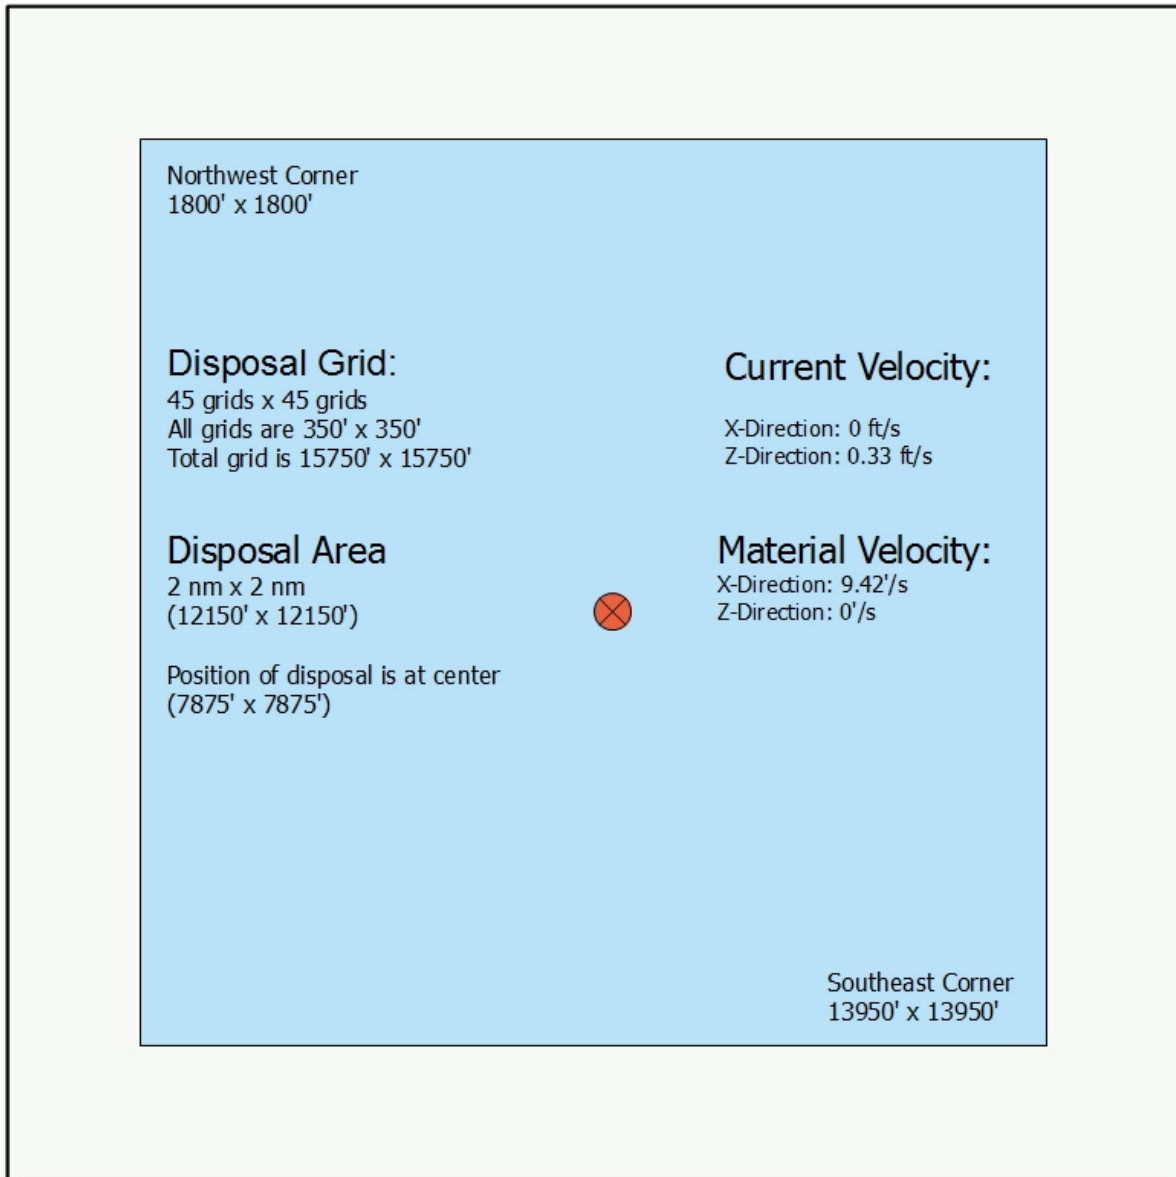 Northwest Corner
1800' x 1800'
Disposal Grid:
45 grids x 45 grids
All grids are 350' x 350'
Total grid is 15750' x 15750'
Current Velocity:
X-Direction: 0 ft/s
Z-Direction: 0.33 ft/s
Disposal Area
2 nm x 2 nm
(12150' x 12150')
Position of disposal is at center
(7875' x 7875')
Material Velocity:
X-Direction: 9.42'/s
Z-Direction: 0'/s
Southeast Corner
13950' x 13950'